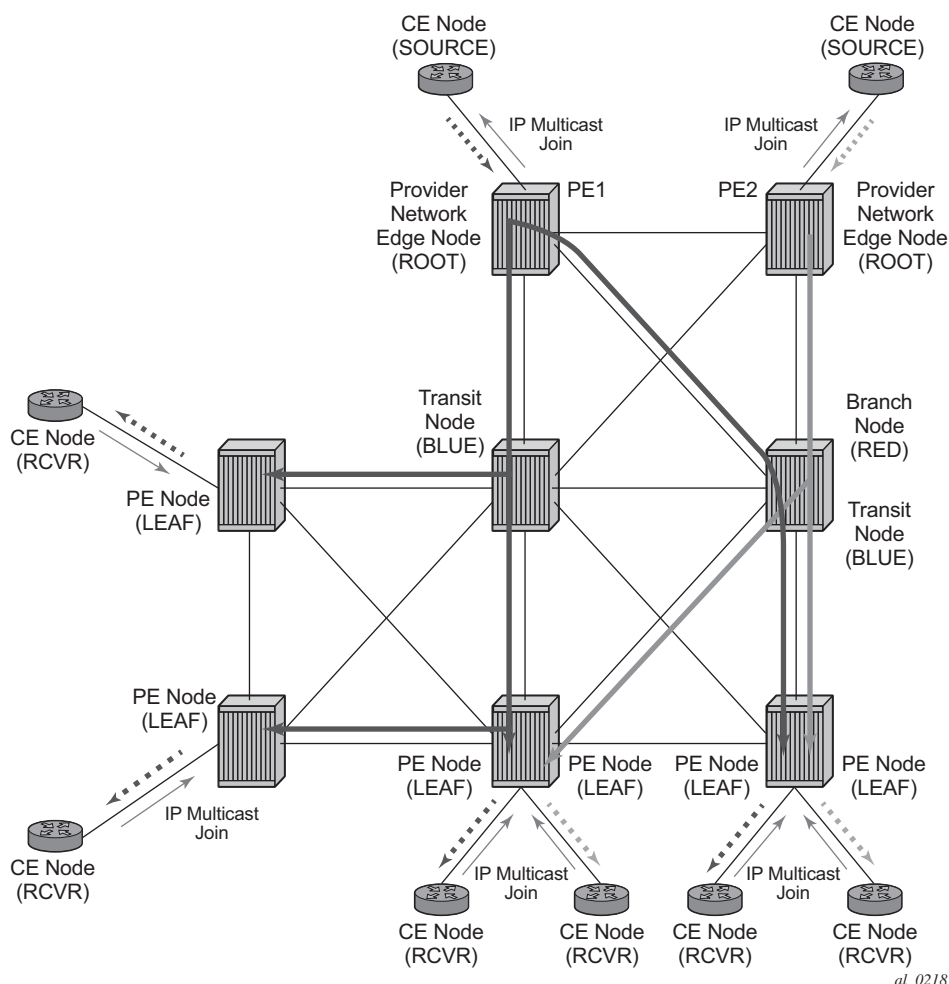 CE Node
(SOURCE)
CE Node
(SOURCE)
IP Multicast
Join
IP Multicast
Join
Provider
Network
Edge Node
(ROOT)
PE1
PE2
Provider
Network
Edge Node
(ROOT)
CE Node
(RCVR)
Transit
Node
(BLUE)
Branch
Node
(RED)
PE Node
(LEAF)
Transit
Node
(BLUE)
PE Node
(LEAF)
IP Multicast
Join
CE Node
(RCVR)
PE Node
(LEAF)
PE Node
(LEAF)
PE Node
(LEAF)
PE Node
(LEAF)
IP Multicast
Join
IP Multicast
Join
CE Node
(RCVR)
CE Node
(RCVR)
CE Node
(RCVR)
CE Node
(RCVR)
al_0218